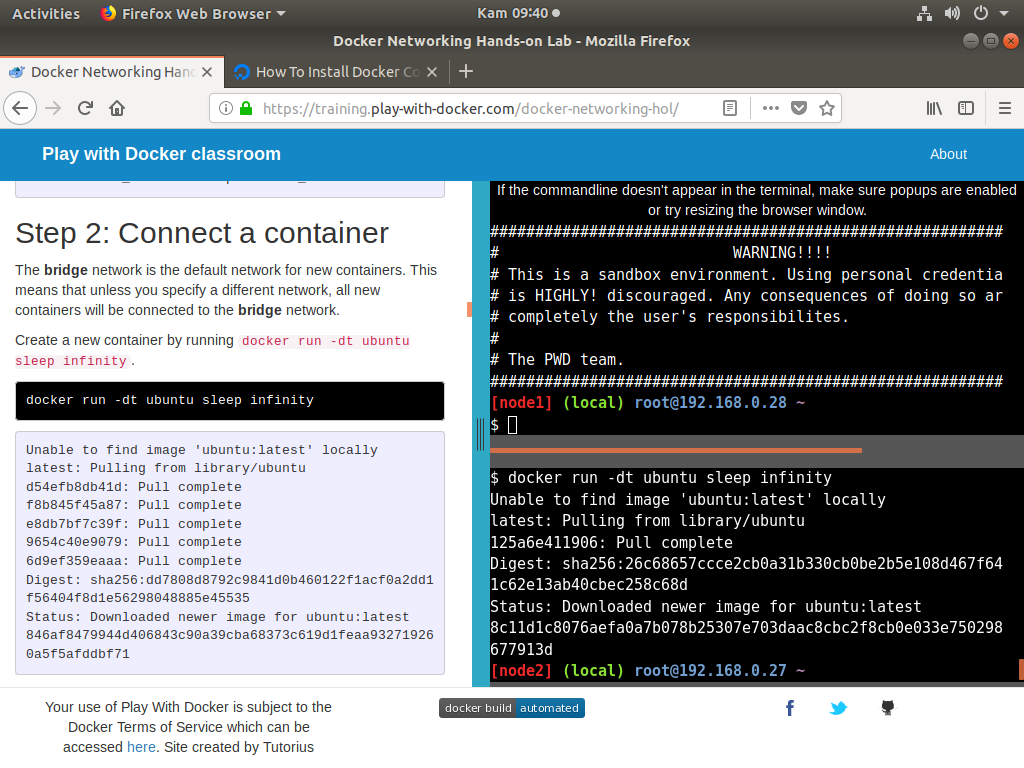 Activities Firefox Web Browser Kam 09:40
Docker Networking Hands-on Lab - Mozilla Firefox
Docker Networking Han How To Install Docker Co
https://training.play-with-docker.com/docker-networking-hol/
Play with Docker classroom About
Step 2: Connect a container
The bridge network is the default network for new containers. This
means that unless you specify a different network, all new
containers will be connected to the bridge network.
Create a new container by running docker run -dt ubuntu
sleep infinity.
docker run -dt ubuntu sleep infinity
Unable to find image 'ubuntu:latest' locally
latest: Pulling from library/ubuntu
d54efb8db41d: Pull complete
f8b845f45a87: Pull complete
e8db7bf7c39f: Pull complete
9654c40e9079: Pull complete
6d9ef359eaaa: Pull complete
Digest: sha256:dd7808d8792c9841d0b460122f1acf0a2dd1
f56404f8d1e56298048885e45535
Status: Downloaded newer image for ubuntu:latest
846af8479944d406843c90a39cba68373c619d1feaa93271926
0a5f5afddbf71
If the commandline doesn't appear in the terminal, make sure popups are enabled
or try resizing the browser window.
#########################################################
# WARNING!!!!
# This is a sandbox environment. Using personal credentia
# is HIGHLY! discouraged. Any consequences of doing so ar
# completely the user's responsibilites.
#
# The PWD team.
#########################################################
[node1] (local) root@192.168.0.28 ~
$
$ docker run -dt ubuntu sleep infinity
Unable to find image 'ubuntu:latest' locally
latest: Pulling from library/ubuntu
125a6e411906: Pull complete
Digest: sha256:26c68657ccce2cb0a31b330cb0be2b5e108d467f64
1c62e13ab40cbec258c68d
Status: Downloaded newer image for ubuntu:latest
8c11d1c8076aefa0a7b078b25307e703daac8cbc2f8cb0e033e750298
677913d
[node2] (local) root@192.168.0.27 ~
Your use of Play With Docker is subject to the
Docker Terms of Service which can be
accessed here. Site created by Tutorius
docker build automated